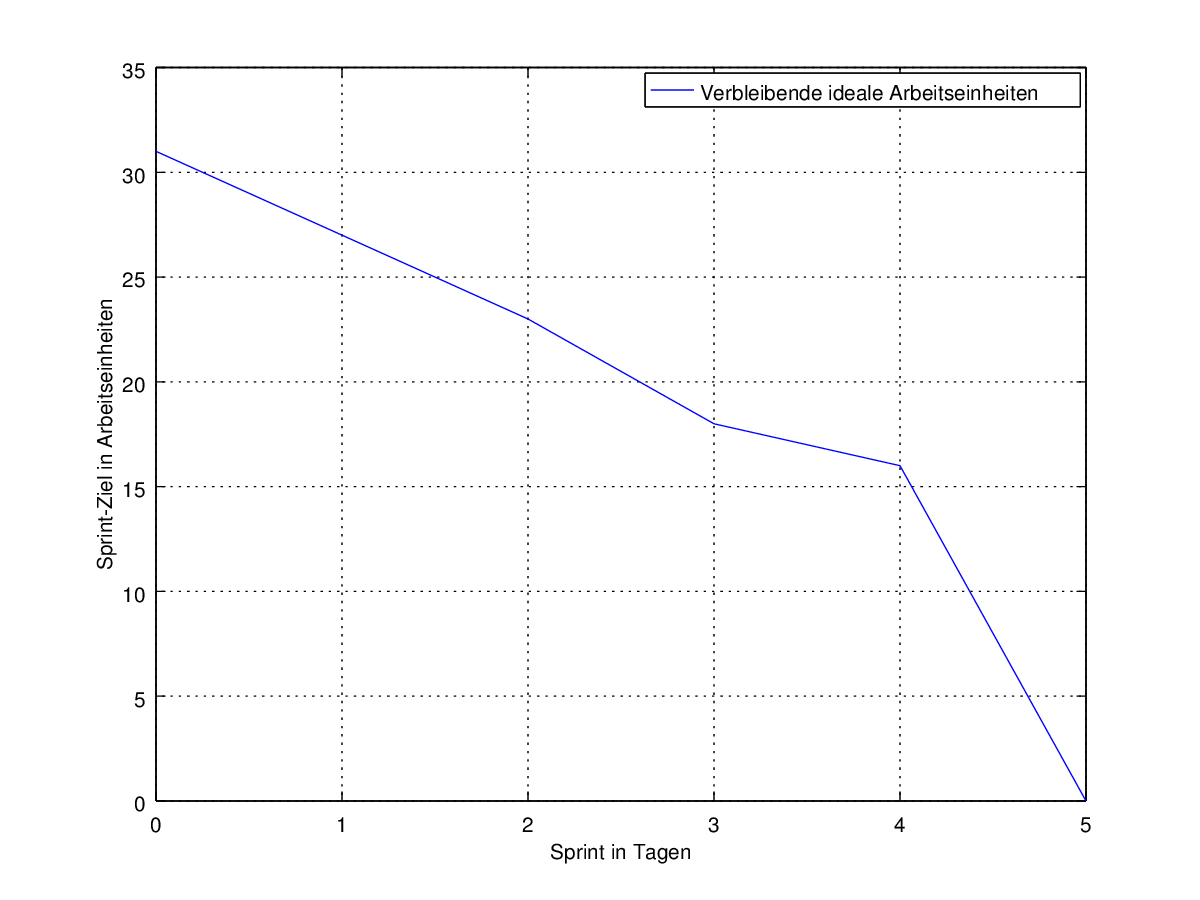 Verbleibende ideale Arbeitseinheiten
35
30
25
20
15
10
5
0
Sprint-Ziel in Arbeitseinheiten
0 1 2 3 4 5
Sprint in Tagen